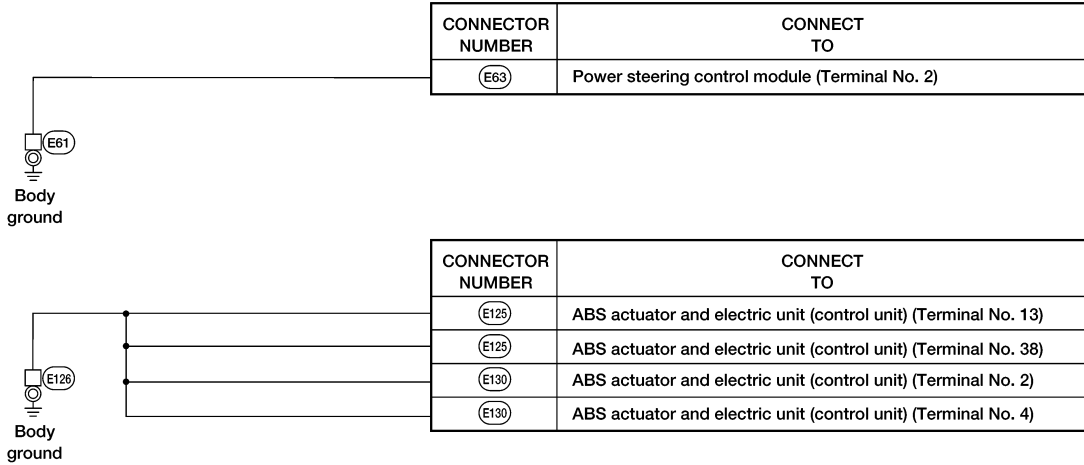 CONNECTOR NUMBER CONNECT TO
E63 Power steering control module (Terminal No. 2)
E61
Body
ground
CONNECTOR NUMBER CONNECT TO
E125 ABS actuator and electric unit (control unit) (Terminal No. 13)
E125 ABS actuator and electric unit (control unit) (Terminal No. 38)
E130 ABS actuator and electric unit (control unit) (Terminal No. 2)
E130 ABS actuator and electric unit (control unit) (Terminal No. 4)
E126
Body
ground